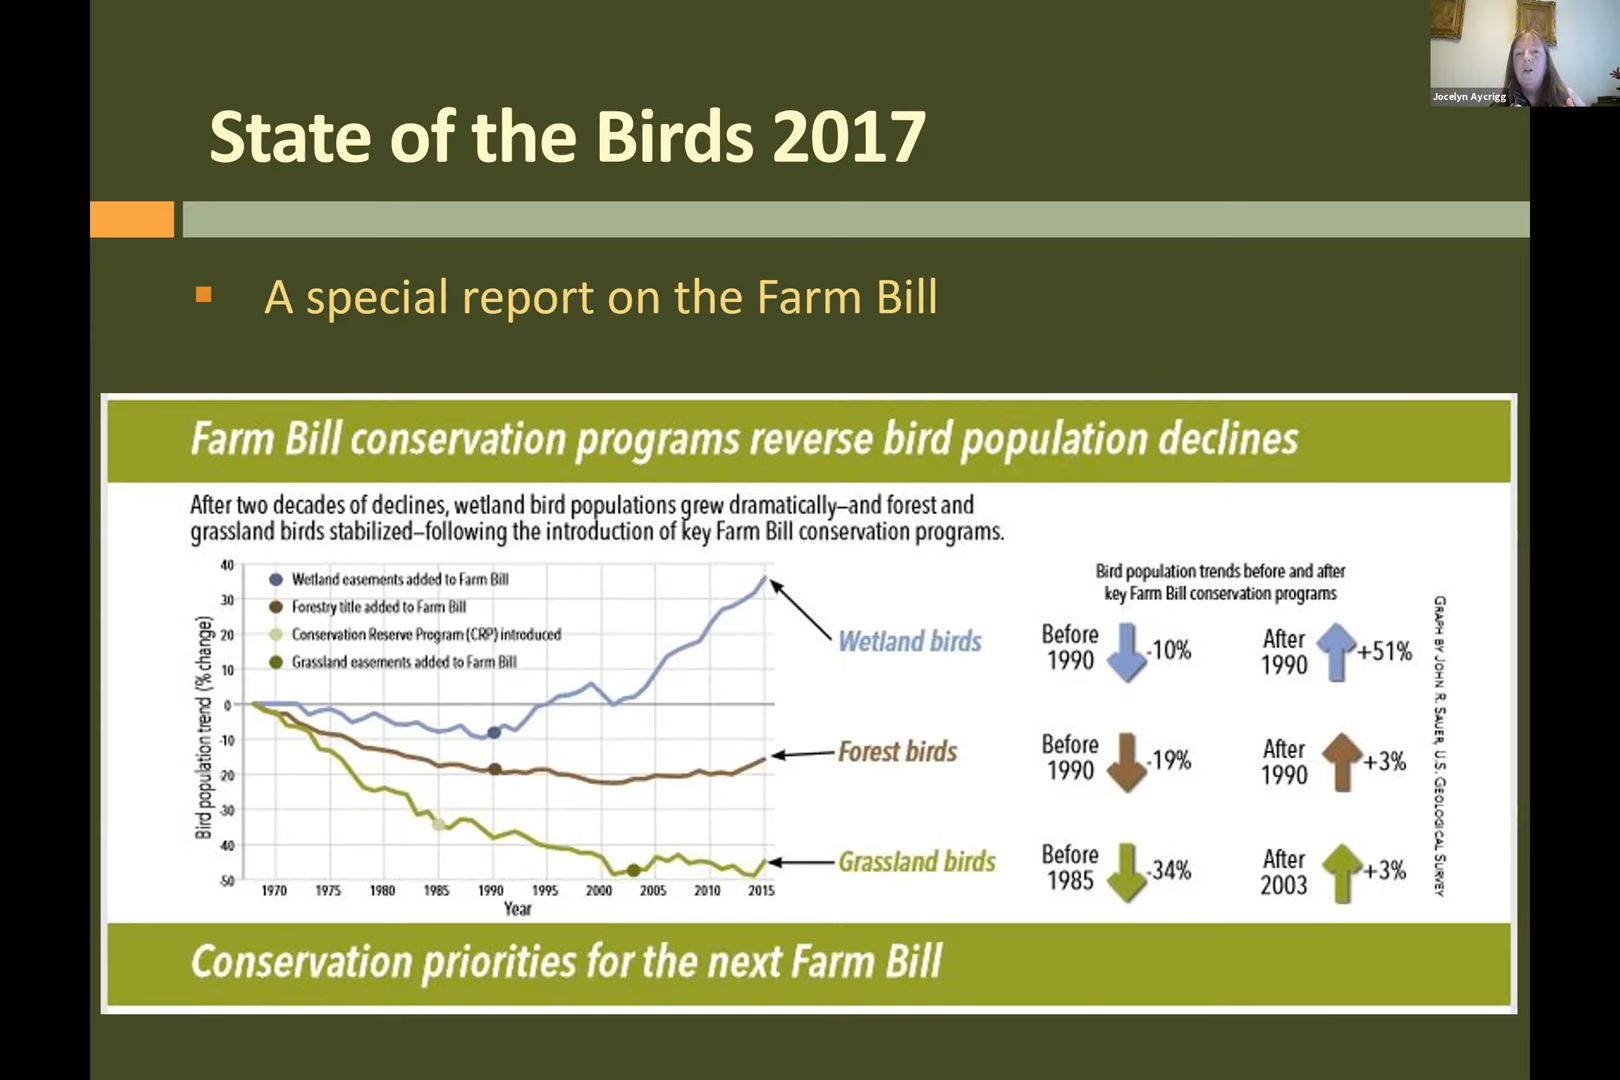 Jocelyn Aycrigg
State of the Birds 2017
A special report on the Farm Bill
Farm Bill conservation programs reverse bird population declines
After two decades of declines, wetland bird populations grew dramatically—and forest and
grassland birds stabilized—following the introduction of key Farm Bill conservation programs.
Bird population trend (% change)
40
30
20
10
0
-10
-20
-30
-40
-50
Wetland easements added to Farm Bill
Forestry title added to Farm Bill
Conservation Reserve Program (CRP) introduced
Grassland easements added to Farm Bill
1970 1975 1980 1985 1990 1995 2000 2005 2010 2015
Year
Wetland birds
Forest birds
Grassland birds
Bird population trends before and after
key Farm Bill conservation programs
Before
1990
-10%
After
1990
+51%
Before
1990
-19%
After
1990
+3%
Before
1985
-34%
After
2003
+3%
GRAPH BY JOHN R. SAUER, U.S. GEOLOGICAL SURVEY
Conservation priorities for the next Farm Bill